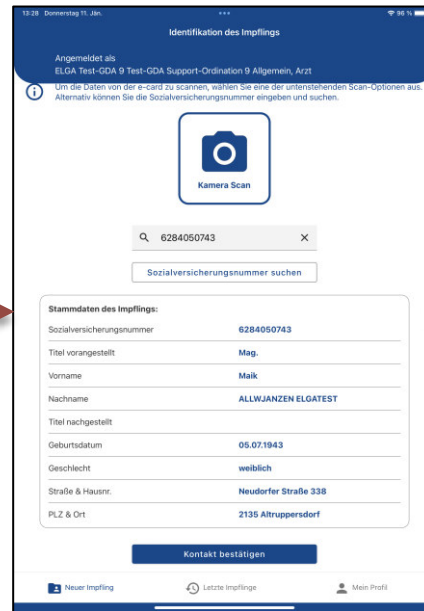 13:28 Donnerstag 11. Jän.
96 %
Identifikation des Impflings
Angemeldet als
ELGA Test-GDA 9 Test-GDA Support-Ordination 9 Allgemein, Arzt
Um die Daten von der e-card zu scannen, wählen Sie eine der untenstehenden Scan-Optionen aus.
Alternativ können Sie die Sozialversicherungsnummer eingeben und suchen.
Kamera Scan
6284050743
Sozialversicherungsnummer suchen
Stammdaten des Impflings:
Sozialversicherungsnummer 6284050743
Titel vorangestellt Mag.
Vorname Maik
Nachname ALLWJANZEN ELGATEST
Titel nachgestellt
Geburtsdatum 05.07.1943
Geschlecht weiblich
Straße & Hausnr. Neudorfer Straße 338
PLZ & Ort 2135 Altruppersdorf
Kontakt bestätigen
Neuer Impfling Letzte Impflinge Mein Profil